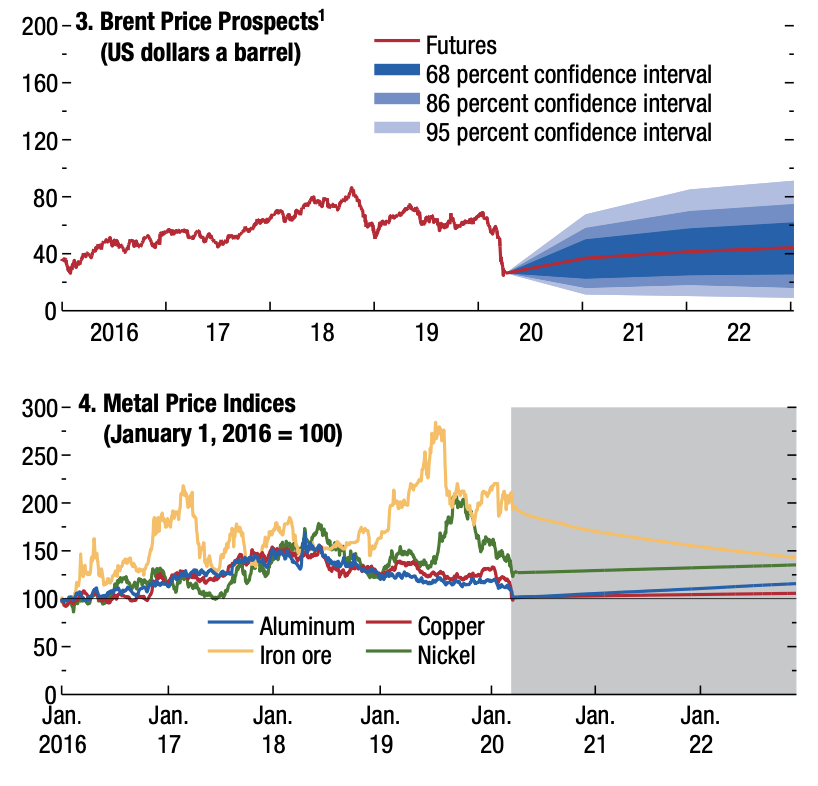 3. Brent Price Prospects¹
(US dollars a barrel)
Futures
68 percent confidence interval
86 percent confidence interval
95 percent confidence interval
200
160
120
80
40
0
2016 17 18 19 20 21 22
4. Metal Price Indices
(January 1, 2016 = 100)
300
250
200
150
100
50
0
Aluminum Copper
Iron ore Nickel
Jan. Jan. Jan. Jan. Jan. Jan. Jan.
2016 17 18 19 20 21 22